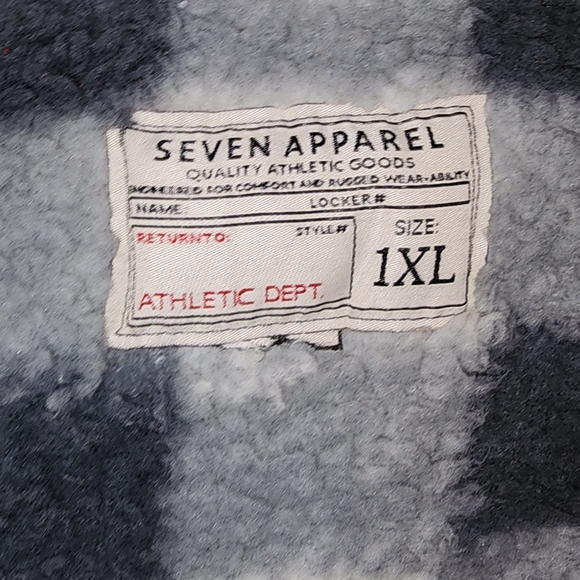 SEVEN APPAREL
QUALITY ATHLETIC GOODS
ENGINEERED FOR COMFORT AND RUGGED WEAR-ABILITY
NAME: LOCKER#
RETURN TO: STYLE# SIZE:
1XL
ATHLETIC DEPT.